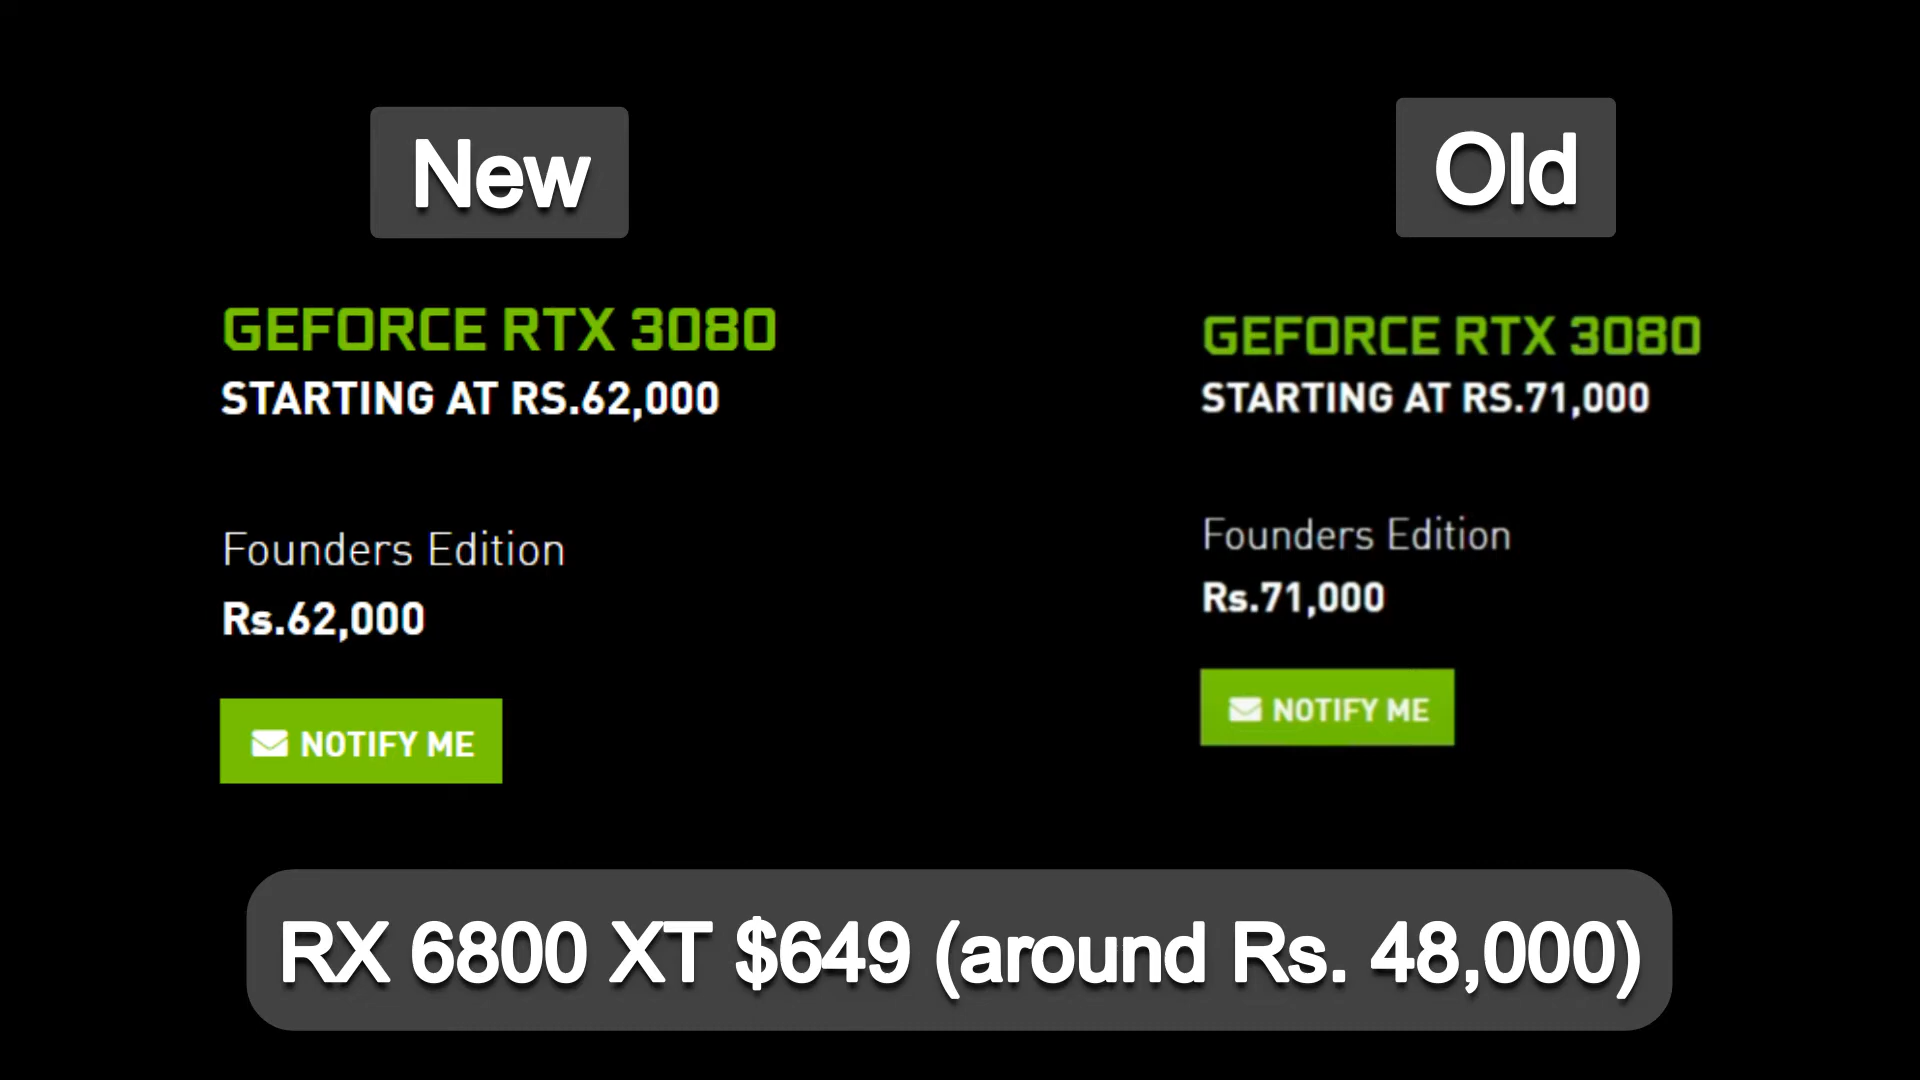 New
GEFORCE RTX 3080
STARTING AT RS.62,000
Founders Edition
Rs.62,000
NOTIFY ME
Old
GEFORCE RTX 3080
STARTING AT RS.71,000
Founders Edition
Rs.71,000
NOTIFY ME
RX 6800 XT $649 (around Rs. 48,000)